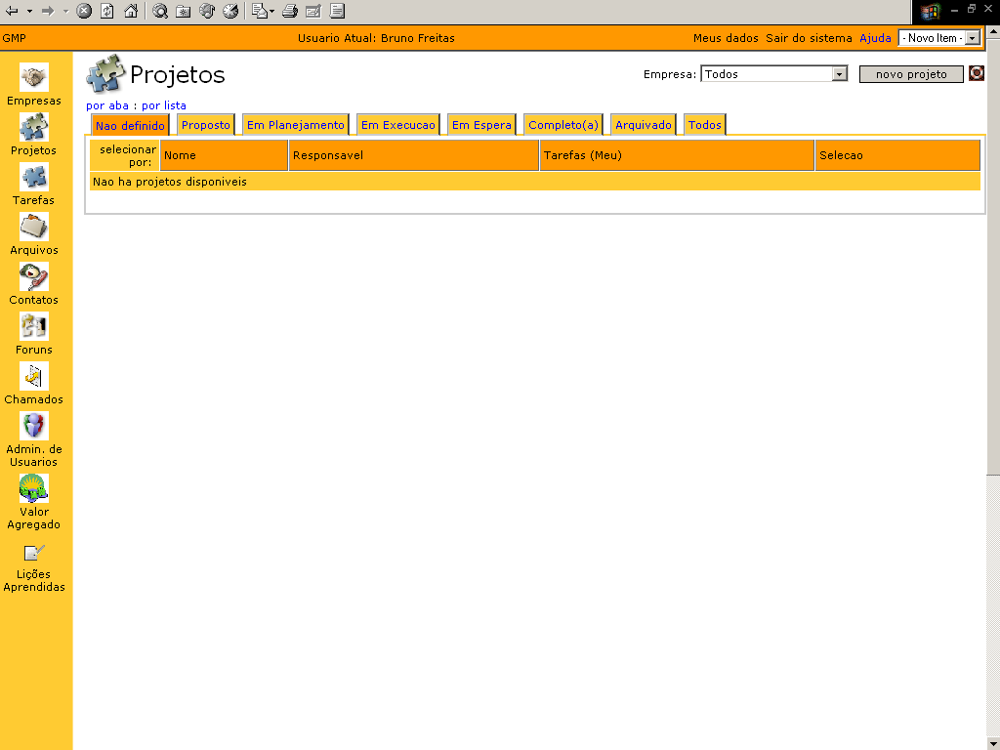 GMP
Usuario Atual: Bruno Freitas
Meus dados Sair do sistema Ajuda - Novo Item -
Empresas
Projetos
Tarefas
Arquivos
Contatos
Foruns
Chamados
Admin. de
Usuarios
Valor
Agregado
Lições
Aprendidas
Projetos
Empresa: Todos novo projeto
por aba : por lista
Nao definido Proposto Em Planejamento Em Execucao Em Espera Completo(a) Arquivado Todos
selecionar
por:
Nome Responsavel Tarefas (Meu) Selecao
Nao ha projetos disponiveis